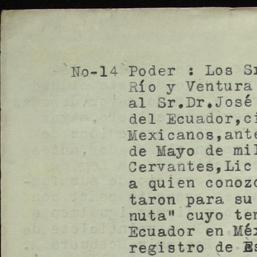 No-14 Poder : Los S
Río y Ventura
al Sr.Dr.José
del Ecuador,ci
Mexicanos,ante
de Mayo de mil
Cervantes,Lic
a quien conozc
taron para su
nuta" cuyo ten
Ecuador en Méx
registro de Es